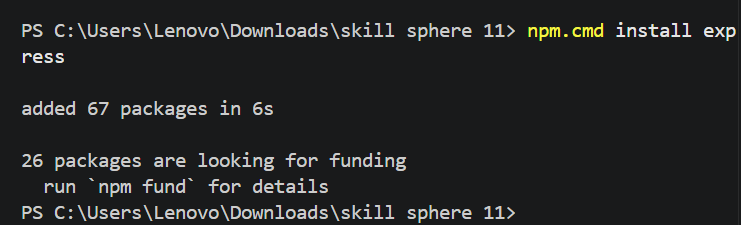 PS C:\Users\Lenovo\Downloads\skill sphere 11> npm.cmd install exp
ress
added 67 packages in 6s
26 packages are looking for funding
  run `npm fund` for details
PS C:\Users\Lenovo\Downloads\skill sphere 11>